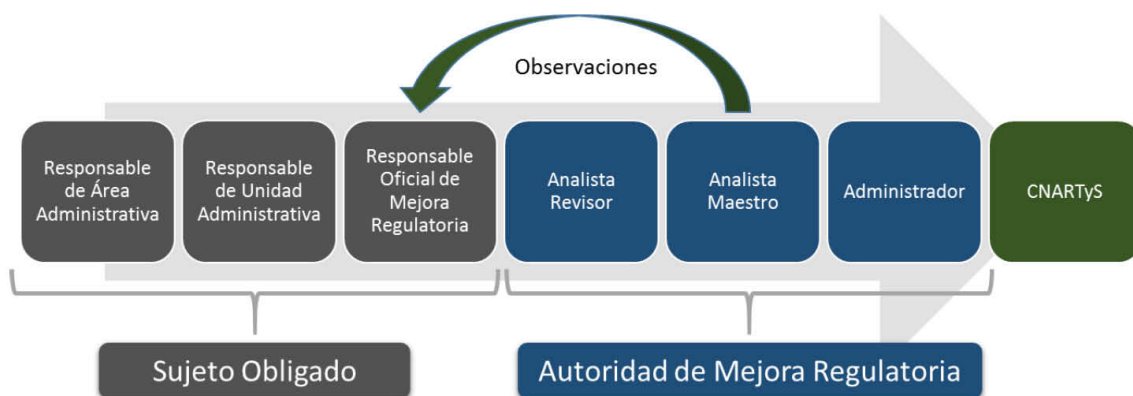 Observaciones
Responsable
de Área
Administrativa
Responsable
de Unidad
Administrativa
Responsable
Oficial de
Mejora
Regulatoria
Analista
Revisor
Analista
Maestro
Administrador
CNARTyS
Sujeto Obligado
Autoridad de Mejora Regulatoria